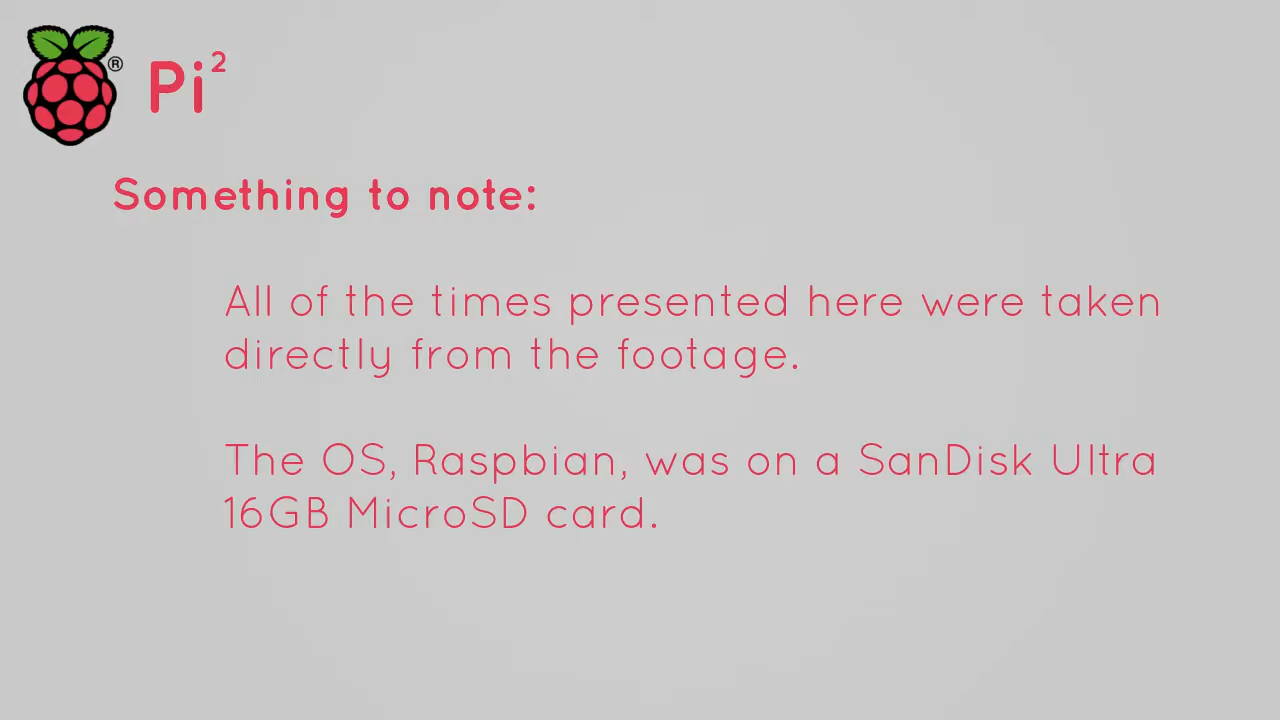 Pi²
Something to note:
All of the times presented here were taken
directly from the footage.
The OS, Raspbian, was on a SanDisk Ultra
16GB MicroSD card.